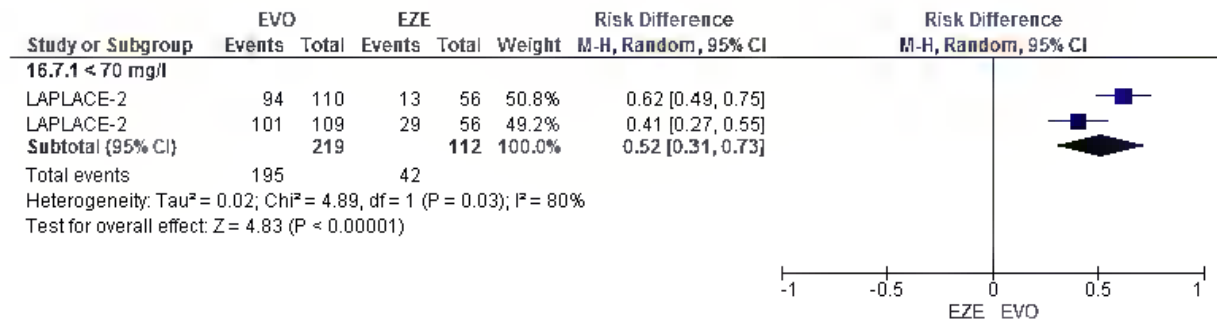 EVO EZE Risk Difference Risk Difference
Study or Subgroup Events Total Events Total Weight M-H, Random, 95% CI M-H, Random, 95% CI
16.7.1 < 70 mg/l
LAPLACE-2 94 110 13 56 50.8% 0.62 [0.49, 0.75]
LAPLACE-2 101 109 29 56 49.2% 0.41 [0.27, 0.55]
Subtotal (95% CI) 219 112 100.0% 0.52 [0.31, 0.73]
Total events 195 42
Heterogeneity: Tau² = 0.02; Chi² = 4.89, df = 1 (P = 0.03); I² = 80%
Test for overall effect: Z = 4.83 (P < 0.00001)
-1 -0.5 0 0.5 1
EZE EVO